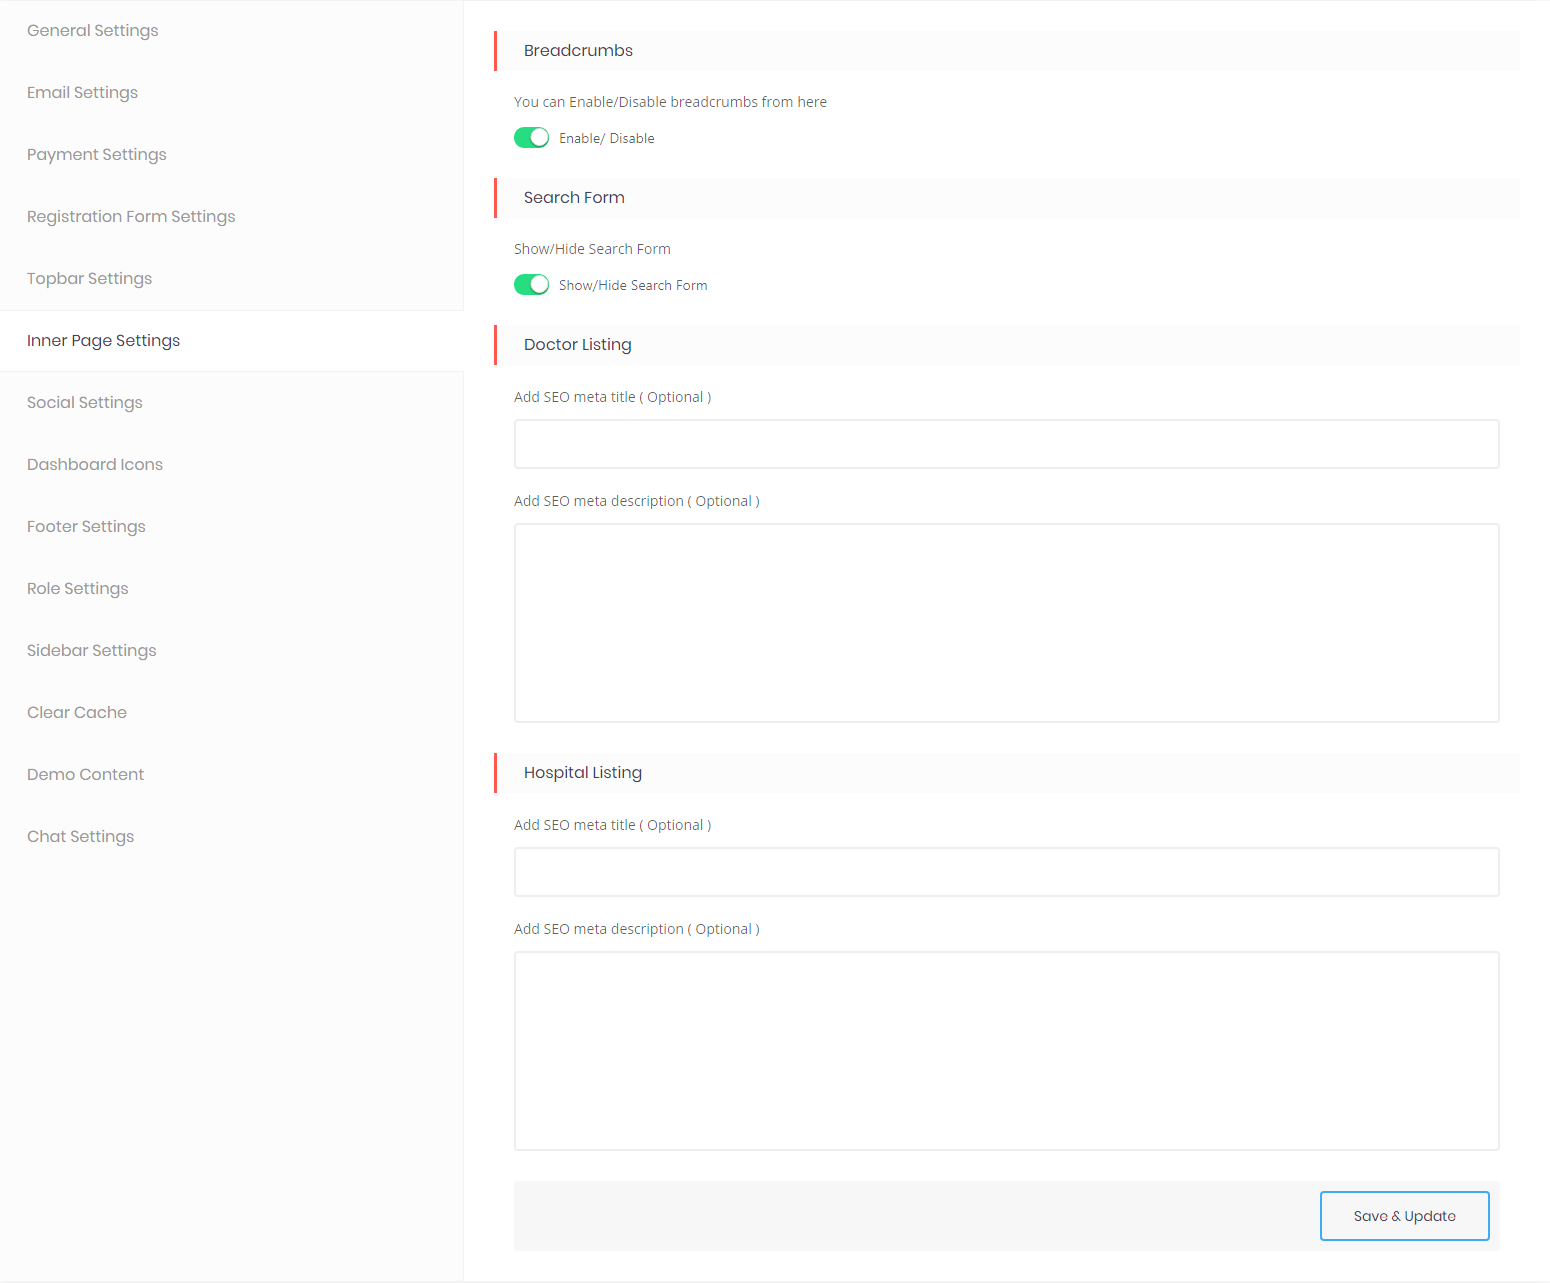 General Settings
Email Settings
Payment Settings
Registration Form Settings
Topbar Settings
Inner Page Settings
Social Settings
Dashboard Icons
Footer Settings
Role Settings
Sidebar Settings
Clear Cache
Demo Content
Chat Settings
Breadcrumbs
You can Enable/Disable breadcrumbs from here
Enable/ Disable
Search Form
Show/Hide Search Form
Show/Hide Search Form
Doctor Listing
Add SEO meta title ( Optional )
Add SEO meta description ( Optional )
Hospital Listing
Add SEO meta title ( Optional )
Add SEO meta description ( Optional )
Save & Update